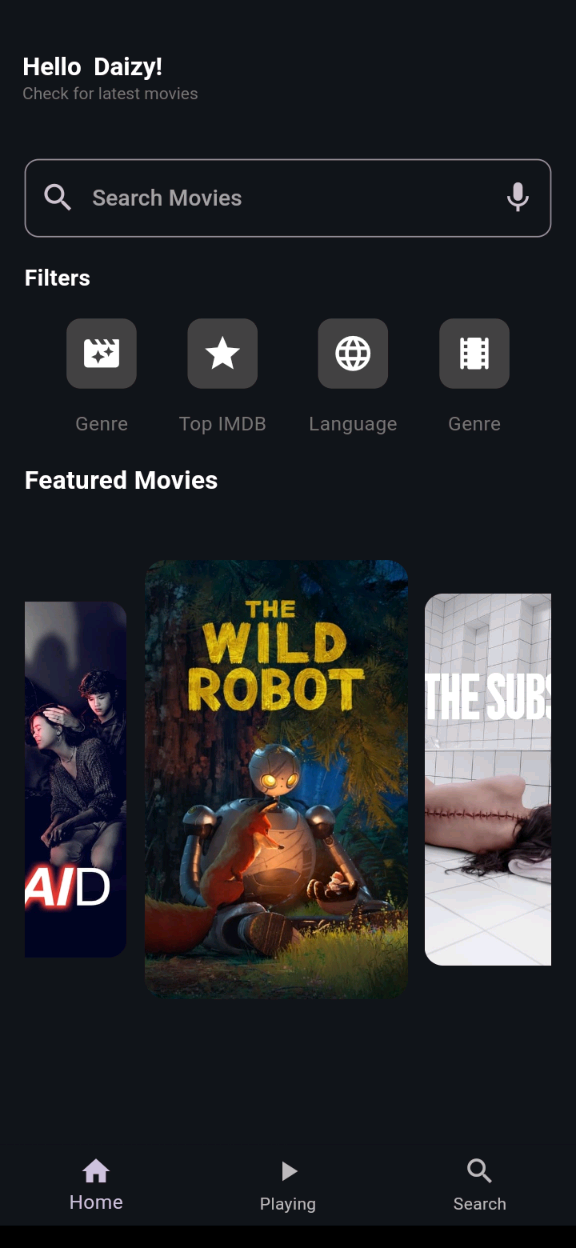 Hello  Daizy!
Check for latest movies
Search Movies
Filters
Genre
Top IMDB
Language
Genre
Featured Movies
THE
WILD
ROBOT
THE SUBS
AID
Home
Playing
Search